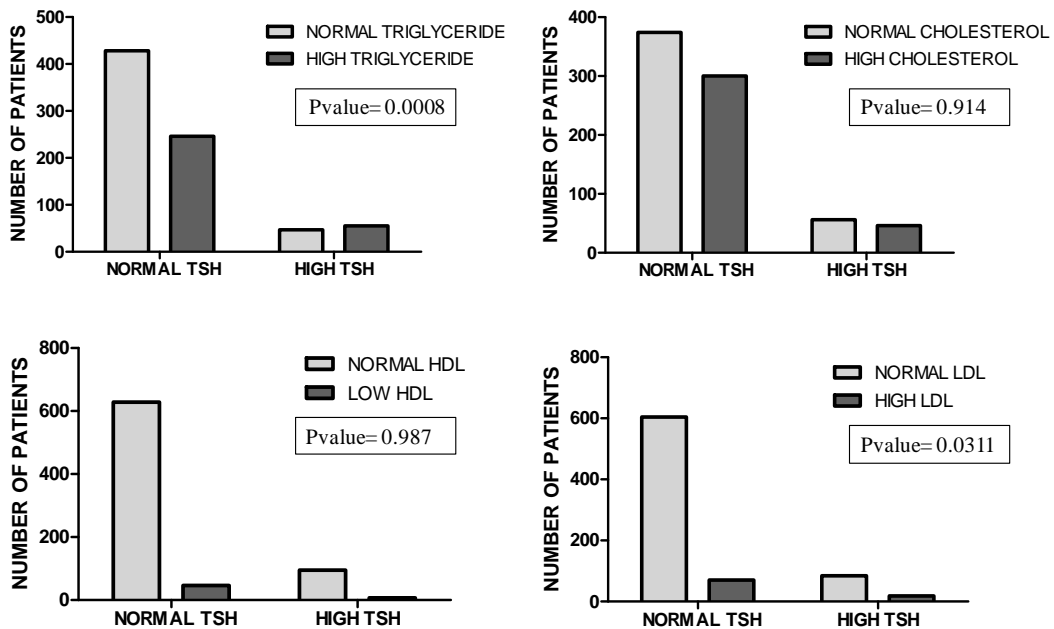 NUMBER OF PATIENTS
500
400
300
200
100
0
NORMAL TRIGLYCERIDE
HIGH TRIGLYCERIDE
Pvalue= 0.0008
NORMAL TSH
HIGH TSH
NUMBER OF PATIENTS
400
300
200
100
0
NORMAL CHOLESTEROL
HIGH CHOLESTEROL
Pvalue= 0.914
NORMAL TSH
HIGH TSH
NUMBER OF PATIENTS
800
600
400
200
0
NORMAL HDL
LOW HDL
Pvalue= 0.987
NORMAL TSH
HIGH TSH
NUMBER OF PATIENTS
800
600
400
200
0
NORMAL LDL
HIGH LDL
Pvalue= 0.0311
NORMAL TSH
HIGH TSH